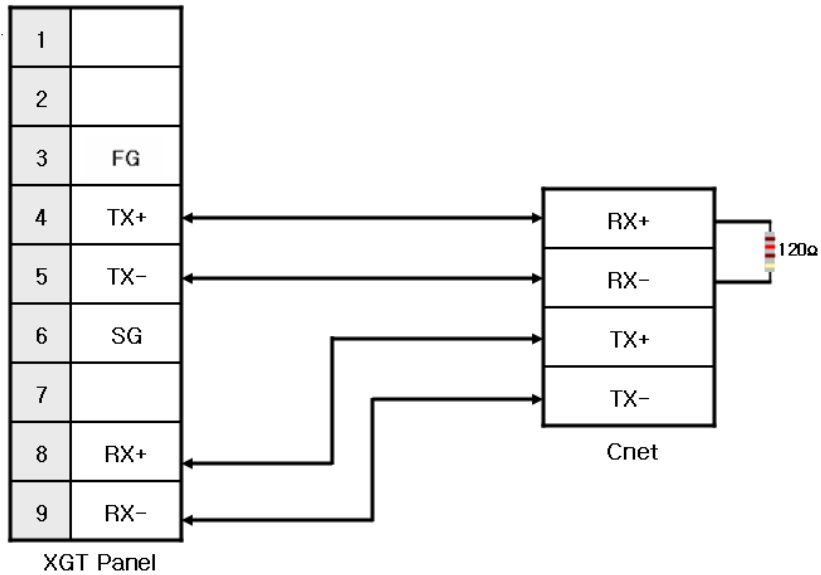 1
2
3 FG
4 TX+
5 TX-
6 SG
7
8 RX+
9 RX-
XGT Panel
RX+
RX-
TX+
TX-
Cnet
120Ω